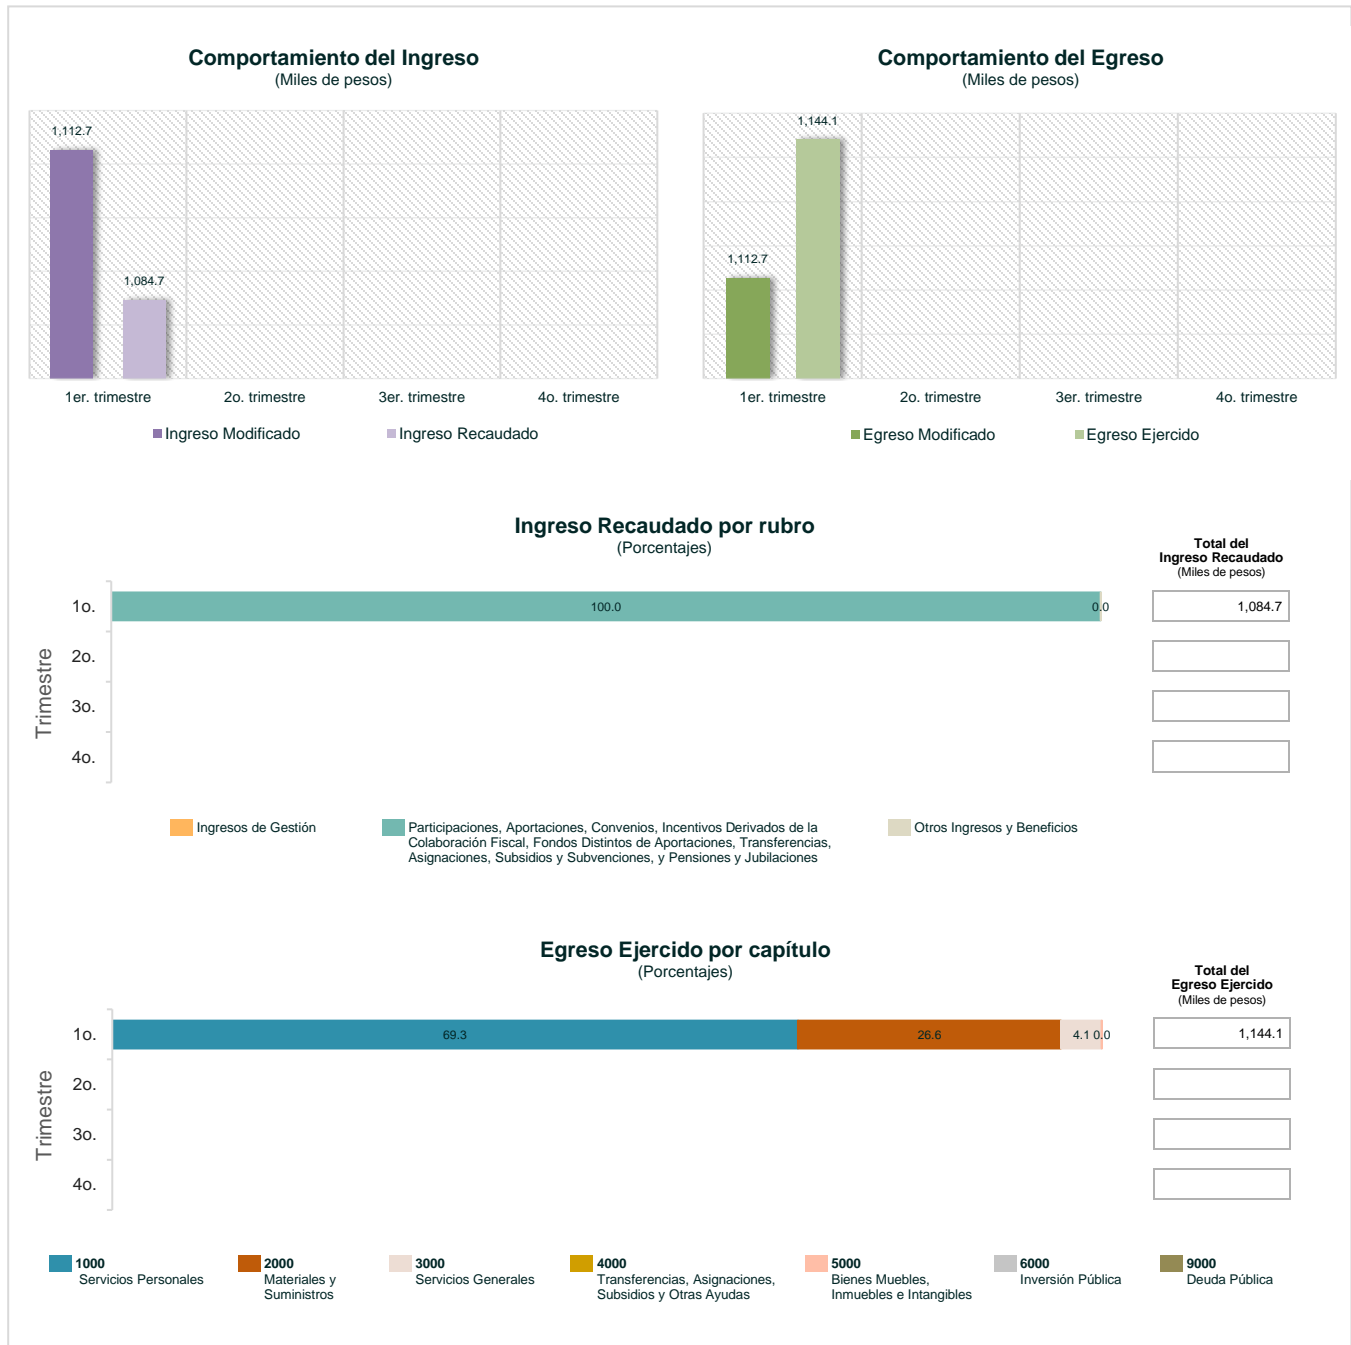 Comportamiento del Ingreso
(Miles de pesos)
1,112.7
1,084.7
1er. trimestre
2o. trimestre
3er. trimestre
4o. trimestre
Ingreso Modificado
Ingreso Recaudado
Comportamiento del Egreso
(Miles de pesos)
1,144.1
1,112.7
1er. trimestre
2o. trimestre
3er. trimestre
4o. trimestre
Egreso Modificado
Egreso Ejercido
Ingreso Recaudado por rubro
(Porcentajes)
Total del
Ingreso Recaudado
(Miles de pesos)
Trimestre
1o.
100.0
0.0
1,084.7
2o.
3o.
4o.
Ingresos de Gestión
Participaciones, Aportaciones, Convenios, Incentivos Derivados de la
Colaboración Fiscal, Fondos Distintos de Aportaciones, Transferencias,
Asignaciones, Subsidios y Subvenciones, y Pensiones y Jubilaciones
Otros Ingresos y Beneficios
Egreso Ejercido por capítulo
(Porcentajes)
Total del
Egreso Ejercido
(Miles de pesos)
Trimestre
1o.
69.3
26.6
4.1
0.0
1,144.1
2o.
3o.
4o.
1000
Servicios Personales
2000
Materiales y
Suministros
3000
Servicios Generales
4000
Transferencias, Asignaciones,
Subsidios y Otras Ayudas
5000
Bienes Muebles,
Inmuebles e Intangibles
6000
Inversión Pública
9000
Deuda Pública